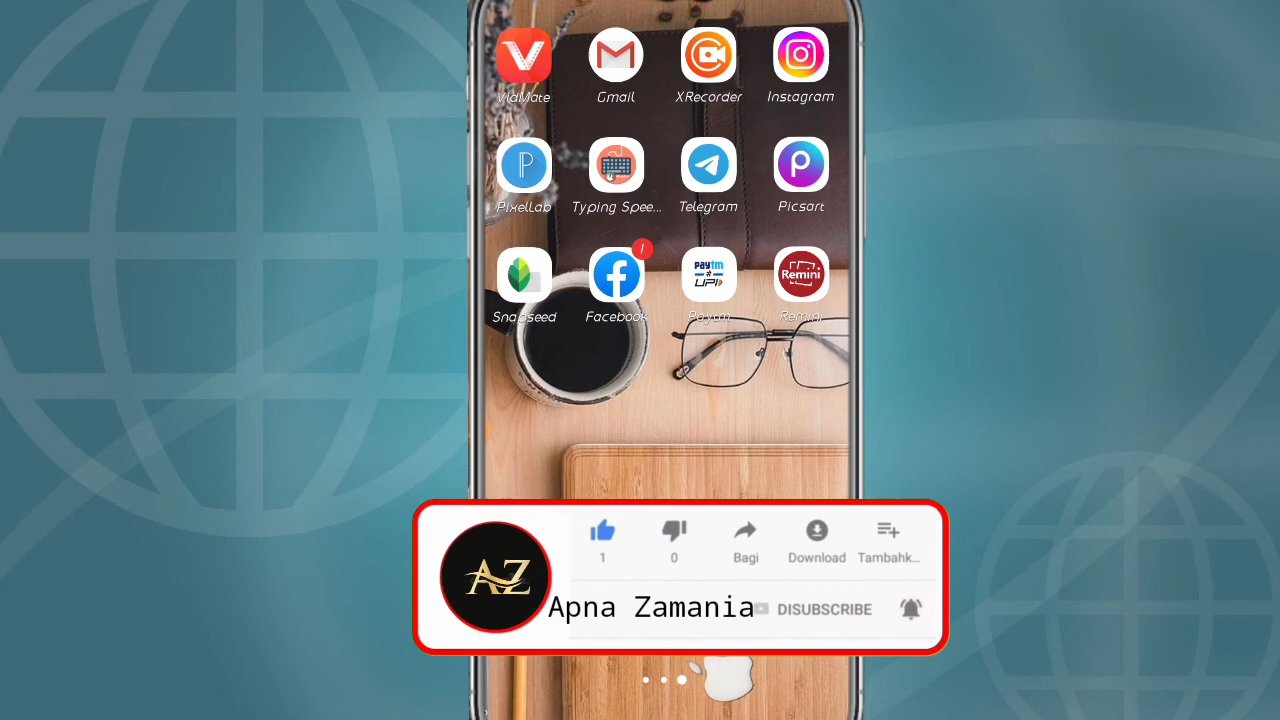 VidMate Gmail XRecorder Instagram
P
PixelLab Typing Spee... Telegram Picsart
1
paytm
UPI
Remini
Snapseed Facebook Paytm Remini
1 0 Bagi Download Tambahk...
AZ
Apna Zamania DISUBSCRIBE